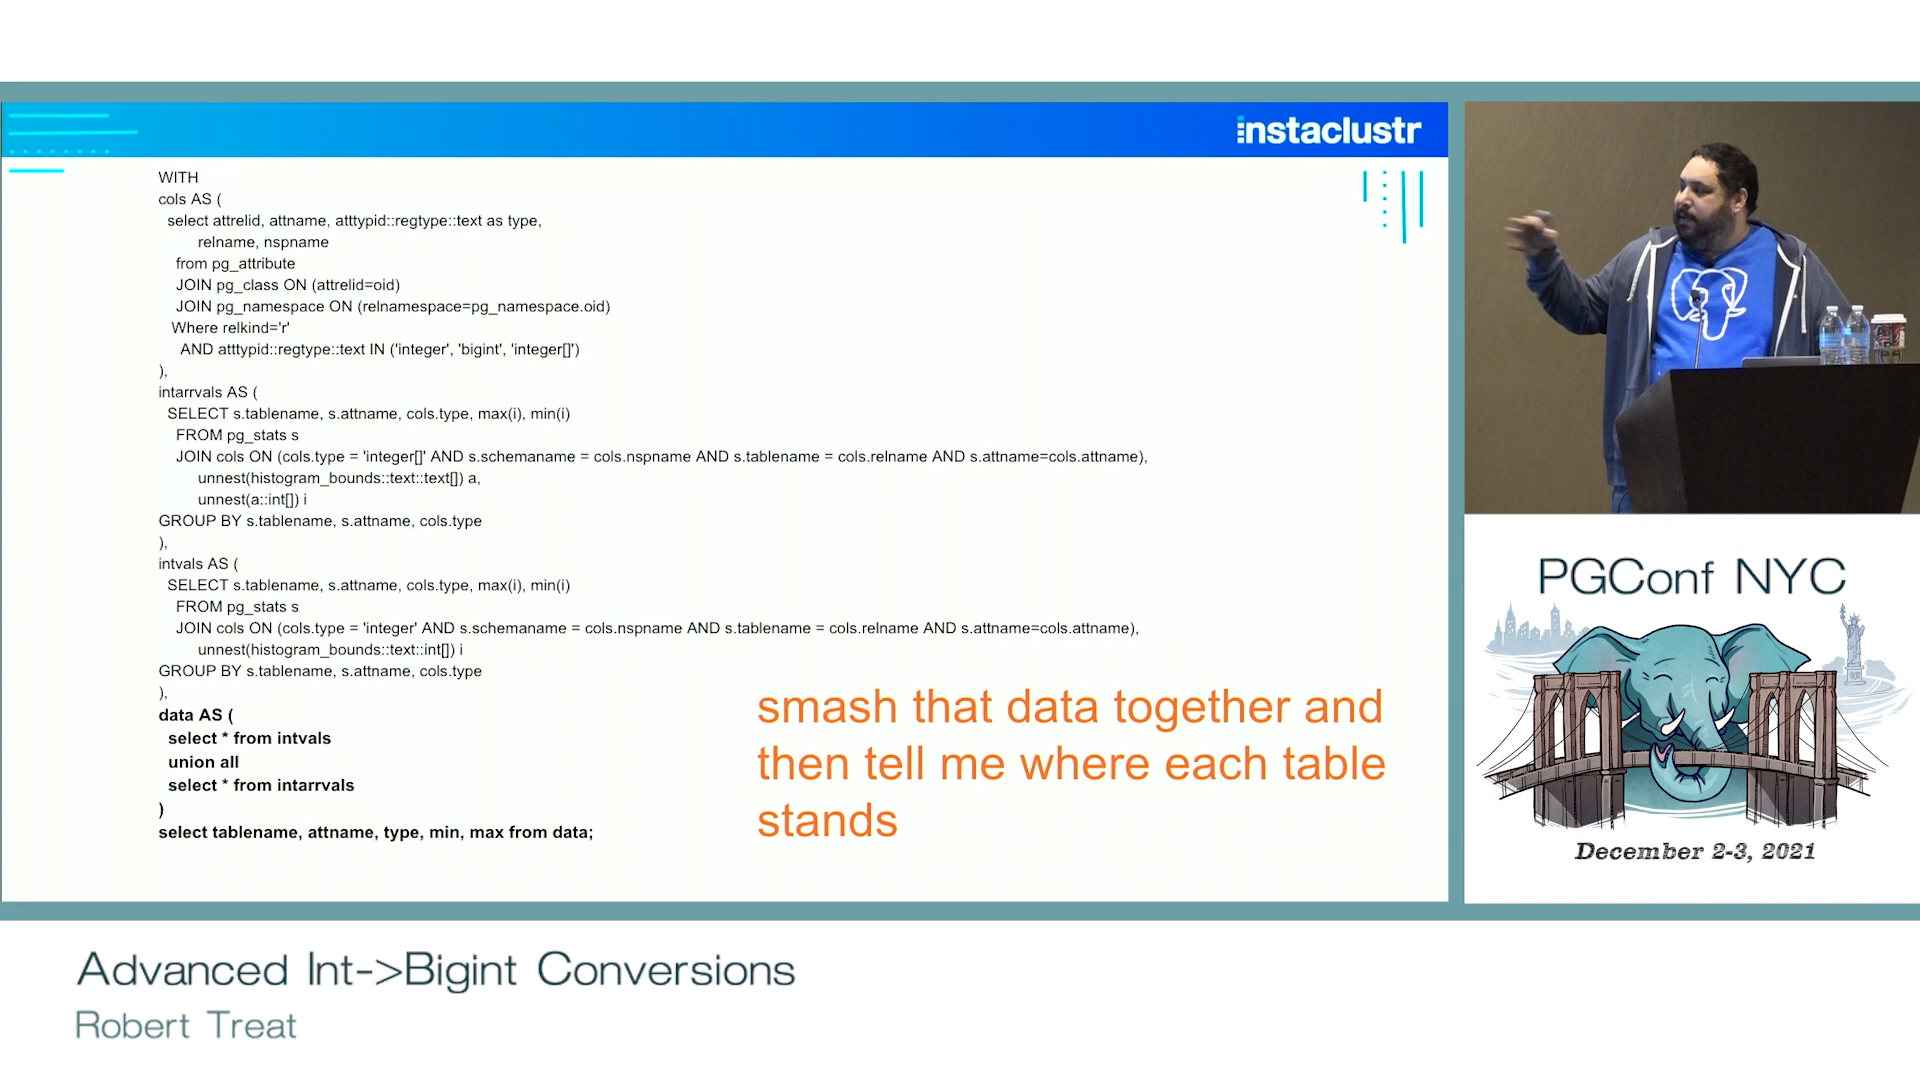 instaclustr
WITH
cols AS (
select attrelid, attname, atttypid::regtype::text as type,
relname, nspname
from pg_attribute
JOIN pg_class ON (attrelid=oid)
JOIN pg_namespace ON (relnamespace=pg_namespace.oid)
Where relkind='r'
AND atttypid::regtype::text IN ('integer', 'bigint', 'integer[]')
),
intarrvals AS (
SELECT s.tablename, s.attname, cols.type, max(i), min(i)
FROM pg_stats s
JOIN cols ON (cols.type = 'integer[]' AND s.schemaname = cols.nspname AND s.tablename = cols.relname AND s.attname=cols.attname),
unnest(histogram_bounds::text::text[]) a,
unnest(a::int[]) i
GROUP BY s.tablename, s.attname, cols.type
),
intvals AS (
SELECT s.tablename, s.attname, cols.type, max(i), min(i)
FROM pg_stats s
JOIN cols ON (cols.type = 'integer' AND s.schemaname = cols.nspname AND s.tablename = cols.relname AND s.attname=cols.attname),
unnest(histogram_bounds::text::int[]) i
GROUP BY s.tablename, s.attname, cols.type
),
data AS (
select * from intvals
union all
select * from intarrvals
)
select tablename, attname, type, min, max from data;
smash that data together and
then tell me where each table
stands
PGConf NYC
December 2-3, 2021
Advanced Int->Bigint Conversions
Robert Treat